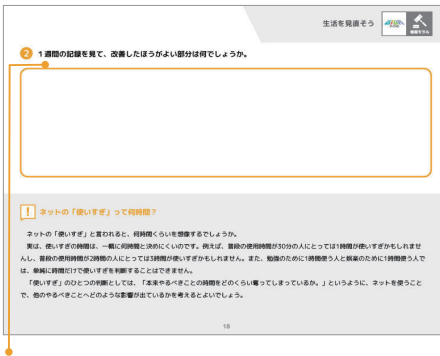 生活を見直そう
情報モラル
2 1週間の記録を見て、改善したほうがよい部分は何でしょうか。
! ネットの「使いすぎ」って何時間？
ネットの「使いすぎ」と言われると、何時間くらいを想像するでしょうか。
実は、使いすぎの時間は、一概に何時間と決めにくいのです。例えば、普段の使用時間が30分の人にとっては1時間が使いすぎかもしれませ
んし、普段の使用時間が2時間の人にとっては3時間が使いすぎかもしれません。また、勉強のために1時間使う人と娯楽のために1時間使う人で
は、単純に時間だけで使いすぎを判断することはできません。
「使いすぎ」のひとつの判断としては、「本来やるべきことの時間をどのくらい奪ってしまっているか。」というように、ネットを使うこと
で、他のやるべきことへどのような影響が出ているかを考えるとよいでしょう。
18